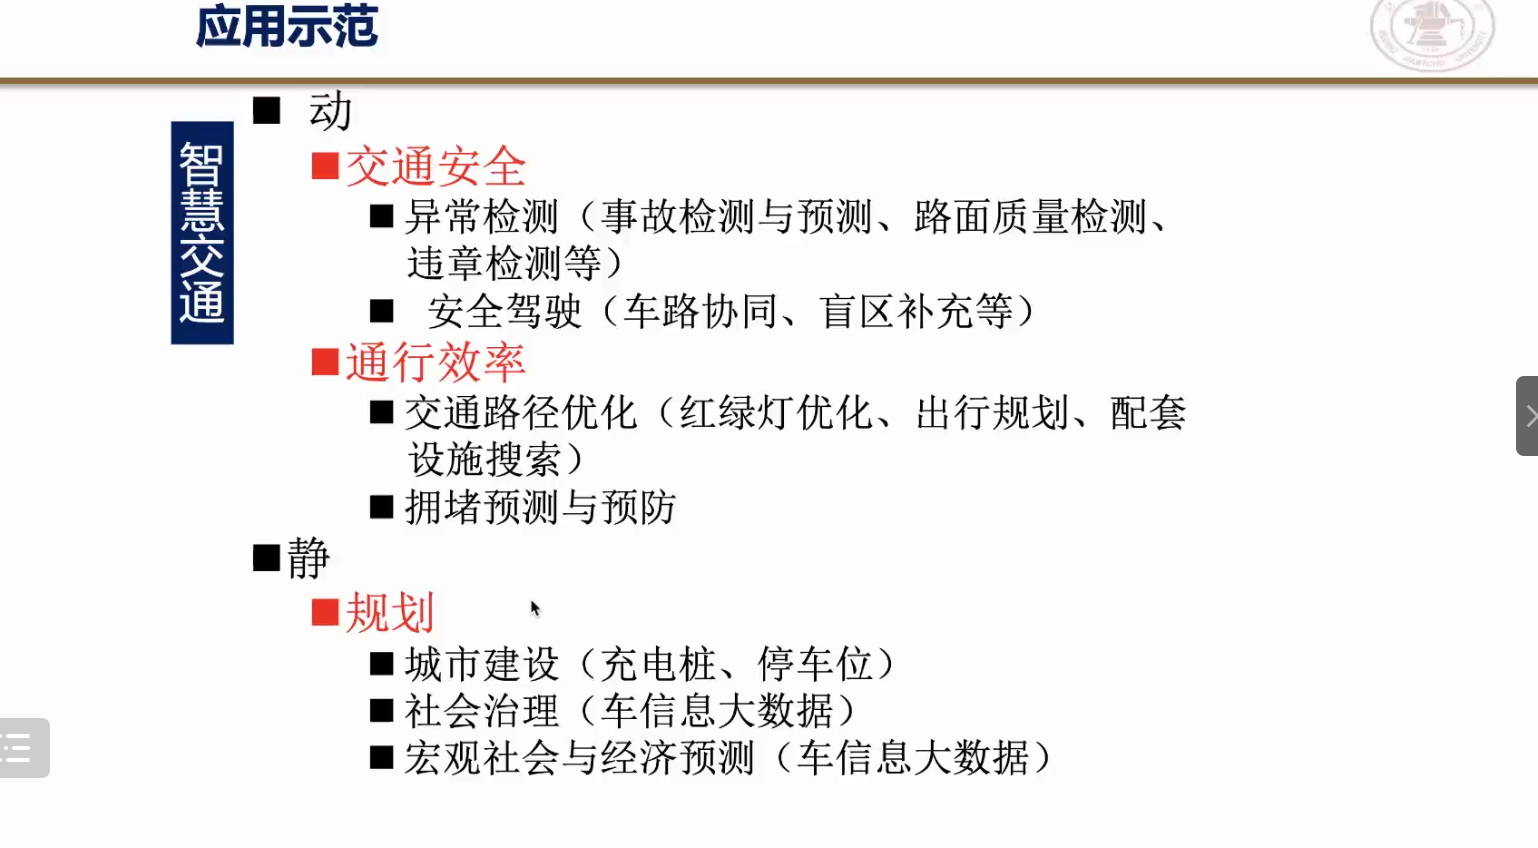 应用示范
智慧交通
动
交通安全
异常检测（事故检测与预测、路面质量检测、
违章检测等）
安全驾驶（车路协同、盲区补充等）
通行效率
交通路径优化（红绿灯优化、出行规划、配套
设施搜索）
拥堵预测与预防
静
规划
城市建设（充电桩、停车位）
社会治理（车信息大数据）
宏观社会与经济预测（车信息大数据）